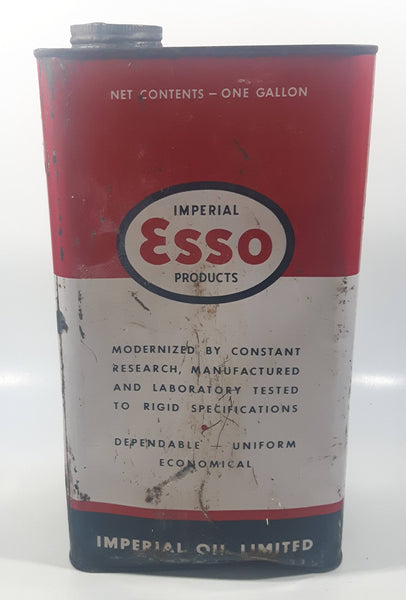 NET CONTENTS — ONE GALLON
IMPERIAL
Esso
PRODUCTS
MODERNIZED BY CONSTANT
RESEARCH, MANUFACTURED
AND LABORATORY TESTED
TO RIGID SPECIFICATIONS
DEPENDABLE — UNIFORM
ECONOMICAL
IMPERIAL OIL LIMITED